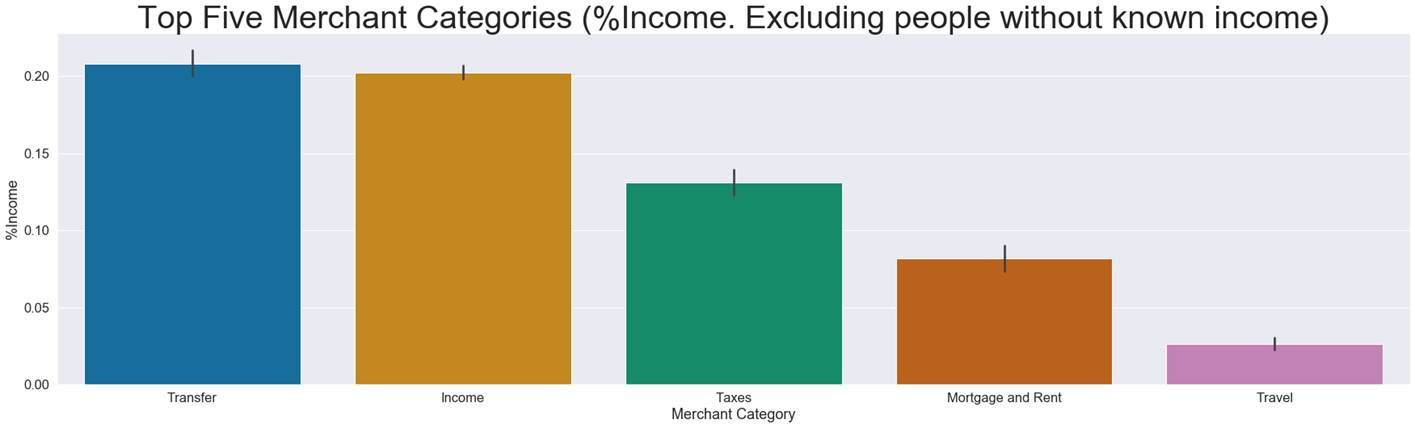 Top Five Merchant Categories (%Income. Excluding people without known income)
%Income
0.20
0.15
0.10
0.05
0.00
Transfer Income Taxes Mortgage and Rent Travel
Merchant Category